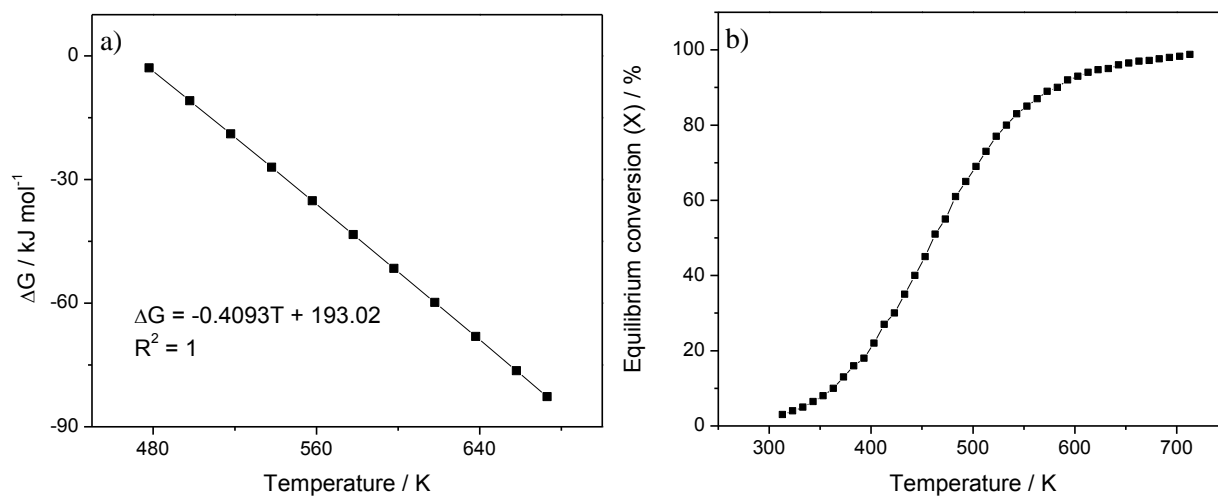 a)
0
-30
-60
-90
ΔG / kJ mol⁻¹
ΔG = -0.4093T + 193.02
R² = 1
480 560 640
Temperature / K
b)
100
80
60
40
20
0
Equilibrium conversion (X) / %
300 400 500 600 700
Temperature / K